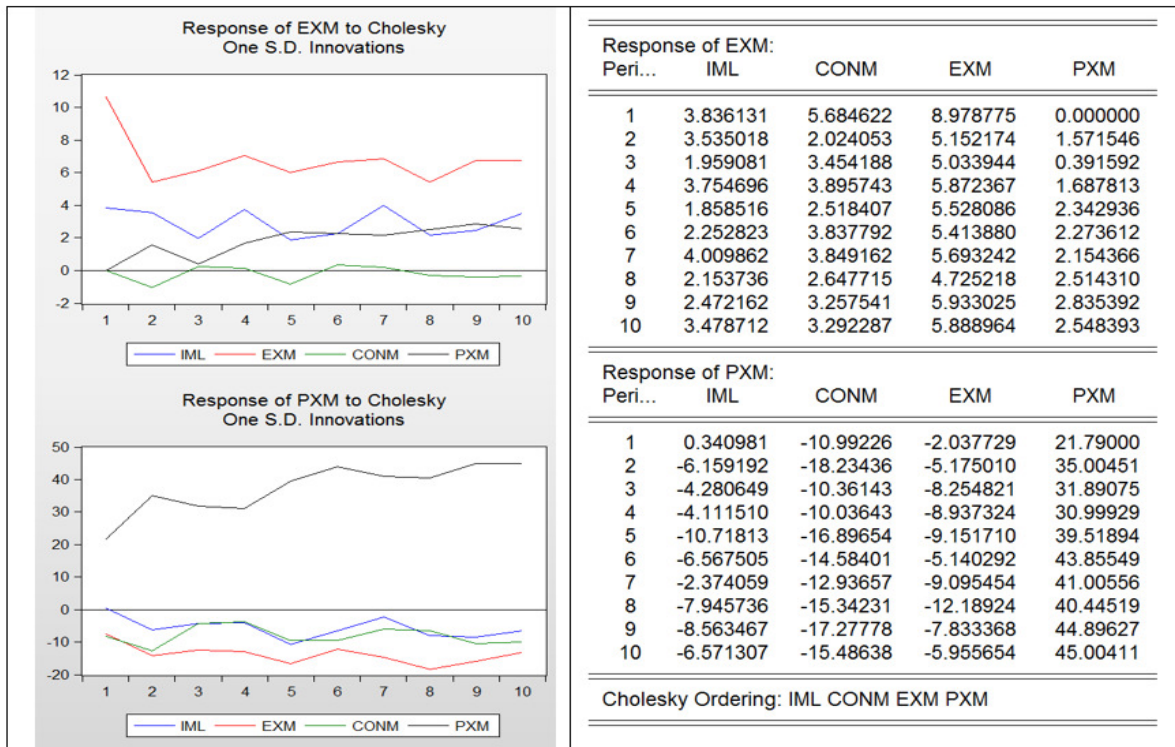 Response of EXM to Cholesky
One S.D. Innovations
12
10
8
6
4
2
0
-2
1 2 3 4 5 6 7 8 9 10
IML EXM CONM PXM
Response of PXM to Cholesky
One S.D. Innovations
50
40
30
20
10
0
-10
-20
1 2 3 4 5 6 7 8 9 10
IML EXM CONM PXM
Response of EXM:
Peri... IML CONM EXM PXM
1 3.836131 5.684622 8.978775 0.000000
2 3.535018 2.024053 5.152174 1.571546
3 1.959081 3.454188 5.033944 0.391592
4 3.754696 3.895743 5.872367 1.687813
5 1.858516 2.518407 5.528086 2.342936
6 2.252823 3.837792 5.413880 2.273612
7 4.009862 3.849162 5.693242 2.154366
8 2.153736 2.647715 4.725218 2.514310
9 2.472162 3.257541 5.933025 2.835392
10 3.478712 3.292287 5.888964 2.548393
Response of PXM:
Peri... IML CONM EXM PXM
1 0.340981 -10.99226 -2.037729 21.79000
2 -6.159192 -18.23436 -5.175010 35.00451
3 -4.280649 -10.36143 -8.254821 31.89075
4 -4.111510 -10.03643 -8.937324 30.99929
5 -10.71813 -16.89654 -9.151710 39.51894
6 -6.567505 -14.58401 -5.140292 43.85549
7 -2.374059 -12.93657 -9.095454 41.00556
8 -7.945736 -15.34231 -12.18924 40.44519
9 -8.563467 -17.27778 -7.833368 44.89627
10 -6.571307 -15.48638 -5.955654 45.00411
Cholesky Ordering: IML CONM EXM PXM